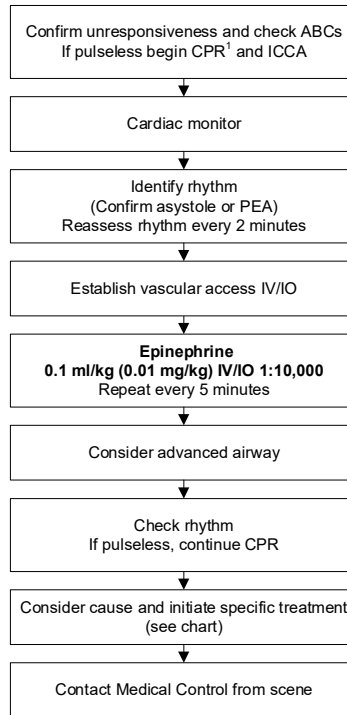 Confirm unresponsiveness and check ABCs
If pulseless begin CPR¹ and ICCA
Cardiac monitor
Identify rhythm
(Confirm asystole or PEA)
Reassess rhythm every 2 minutes
Establish vascular access IV/IO
Epinephrine
0.1 ml/kg (0.01 mg/kg) IV/IO 1:10,000
Repeat every 5 minutes
Consider advanced airway
Check rhythm
If pulseless, continue CPR
Consider cause and initiate specific treatment
(see chart)
Contact Medical Control from scene